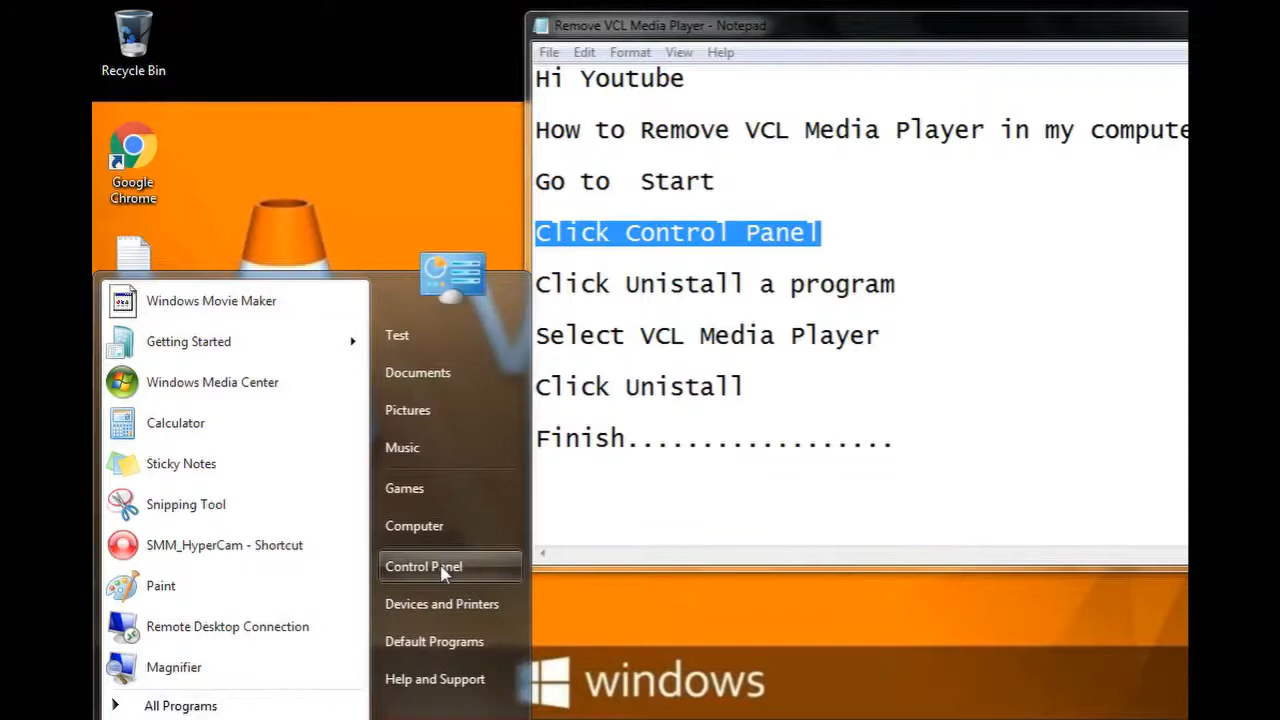 Recycle Bin
Google
Chrome
Remove VCL Media Player - Notepad
File Edit Format View Help
Hi Youtube
How to Remove VCL Media Player in my compute
Go to Start
Click Control Panel
Click Unistall a program
Select VCL Media Player
Click Unistall
Finish..................
Windows Movie Maker
Getting Started
Windows Media Center
Calculator
Sticky Notes
Snipping Tool
SMM_HyperCam - Shortcut
Paint
Remote Desktop Connection
Magnifier
All Programs
Test
Documents
Pictures
Music
Games
Computer
Control Panel
Devices and Printers
Default Programs
Help and Support
windows